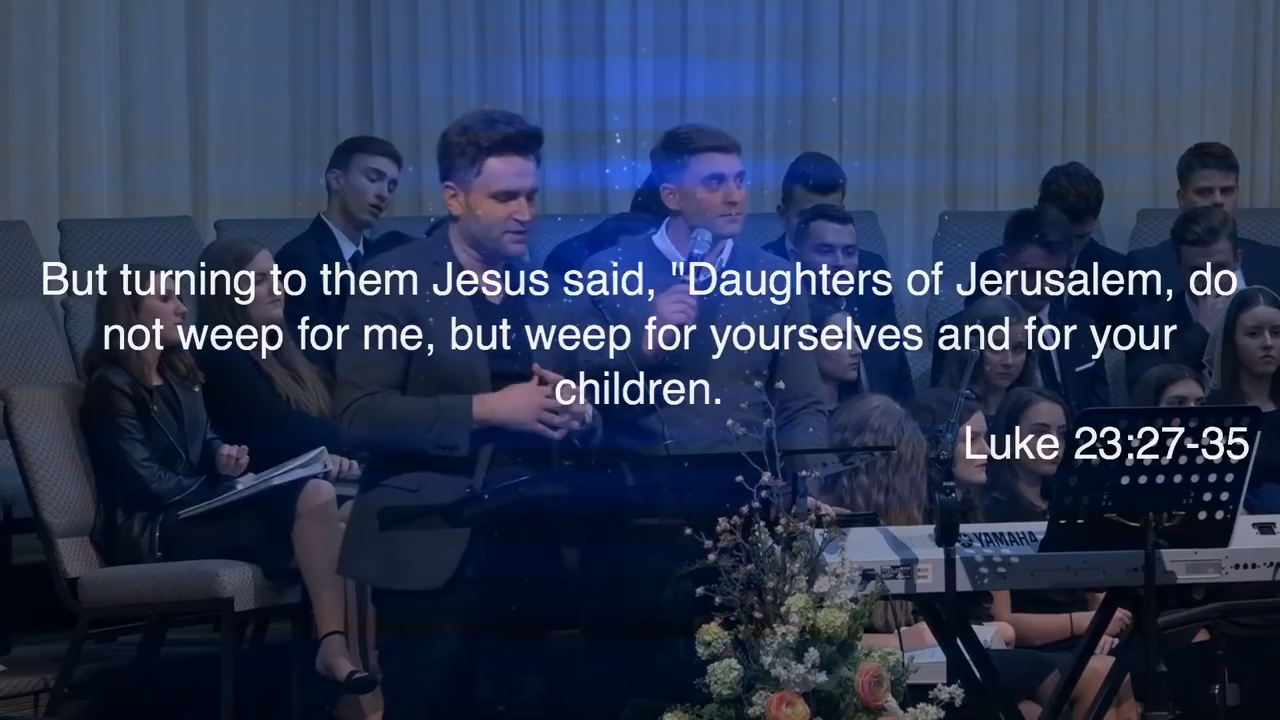 But turning to them Jesus said, "Daughters of Jerusalem, do
not weep for me, but weep for yourselves and for your
children.
Luke 23:27-35
YAMAHA